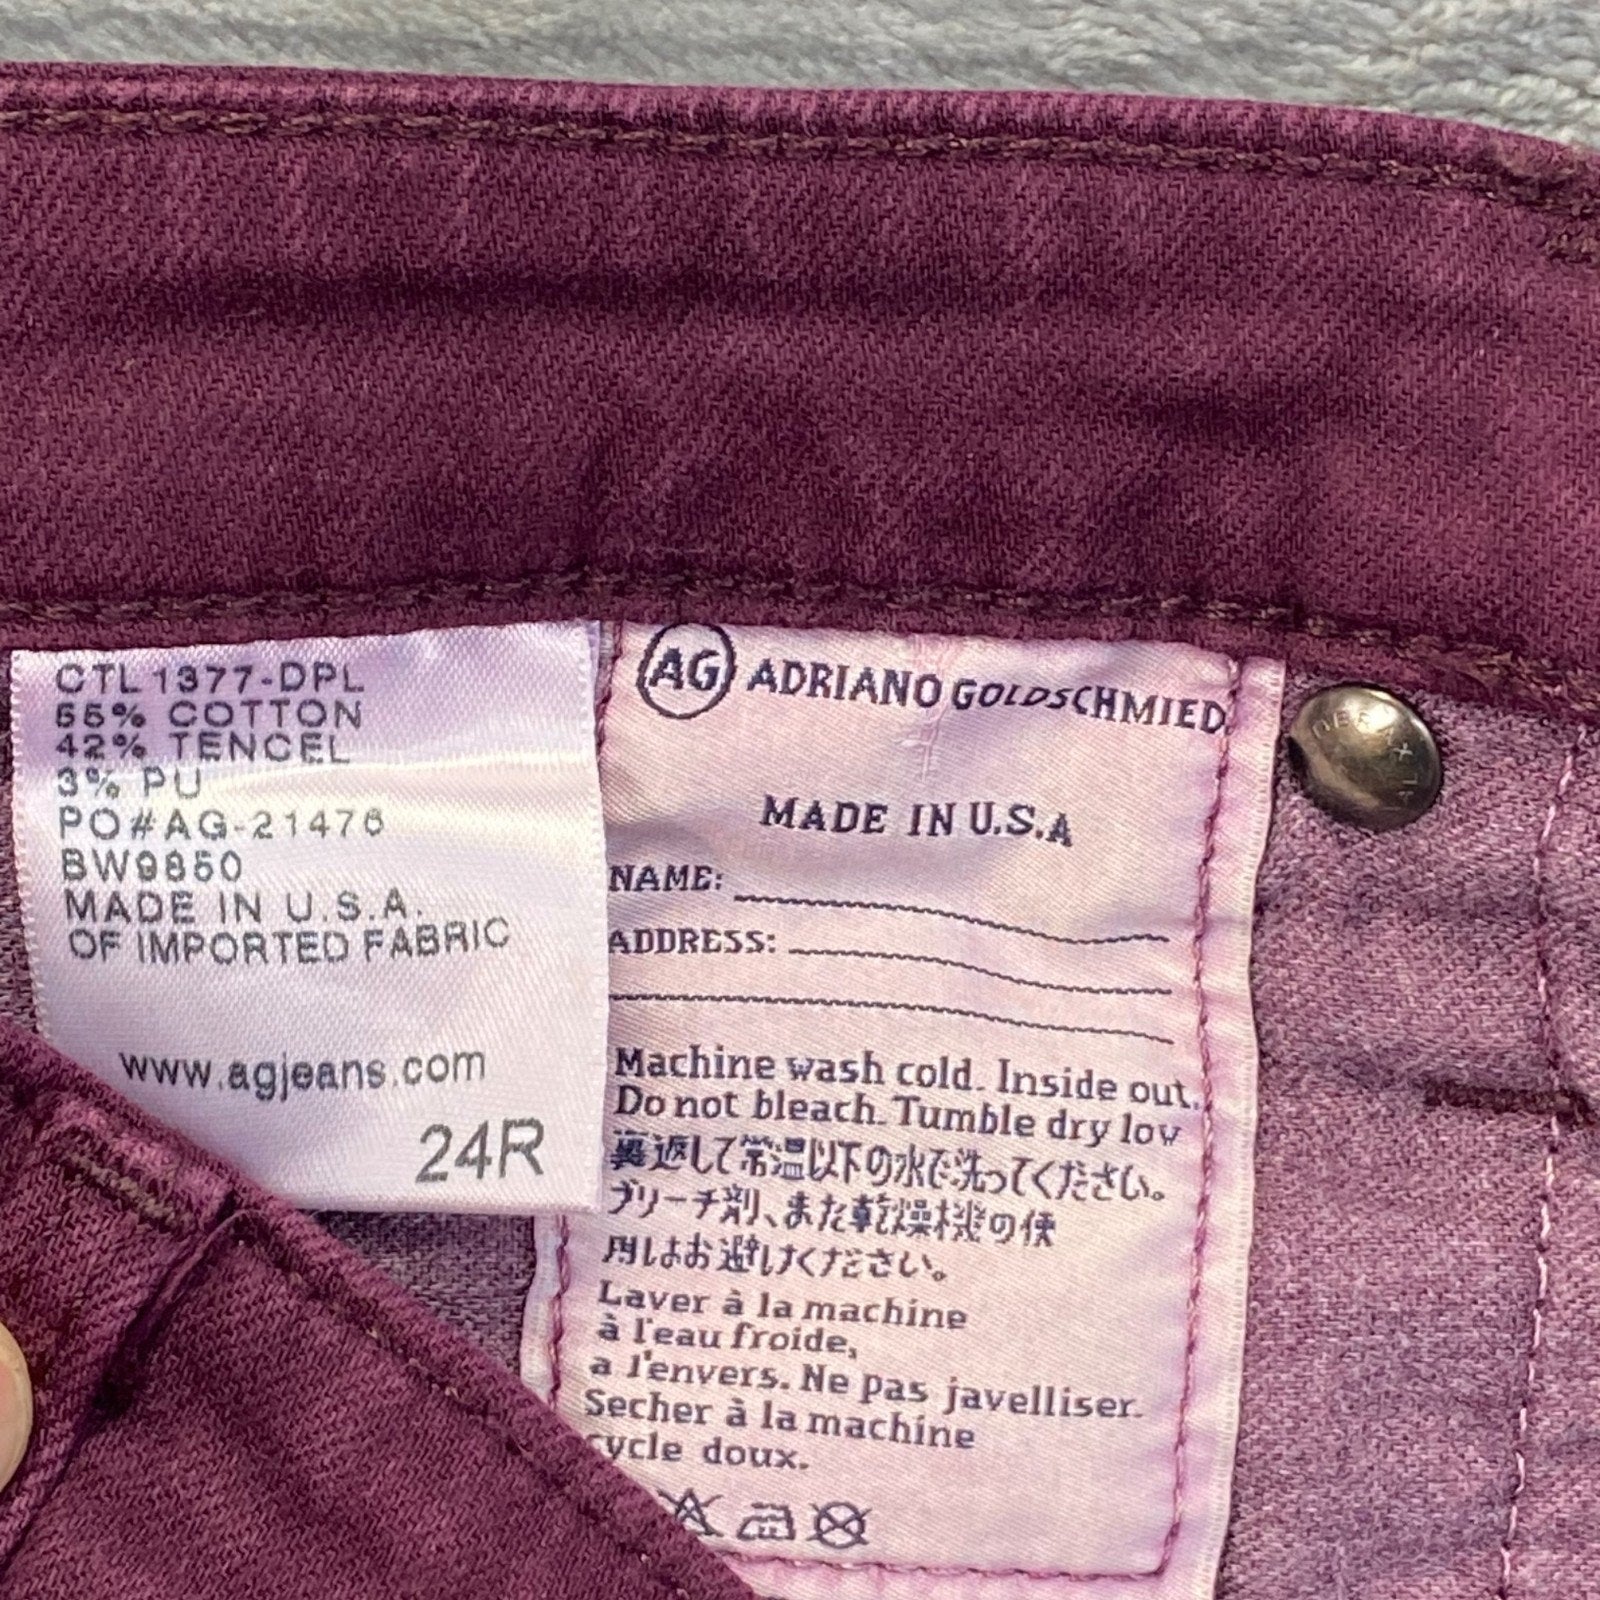 CTL1377-DPL
55% COTTON
42% TENCEL
3% PU
PO#AG-21476
BW9850
MADE IN U.S.A.
OF IMPORTED FABRIC
www.agjeans.com
24R
AG ADRIANO GOLDSCHMIED
MADE IN U.S.A
NAME:
ADDRESS:
Machine wash cold. Inside out.
Do not bleach. Tumble dry low
裏返して常温以下の水で洗ってください。
ブリーチ剤、また乾燥機の使
用はお避けください。
Laver à la machine
à l'eau froide,
a l'envers. Ne pas javelliser.
Secher à la machine
cycle doux.